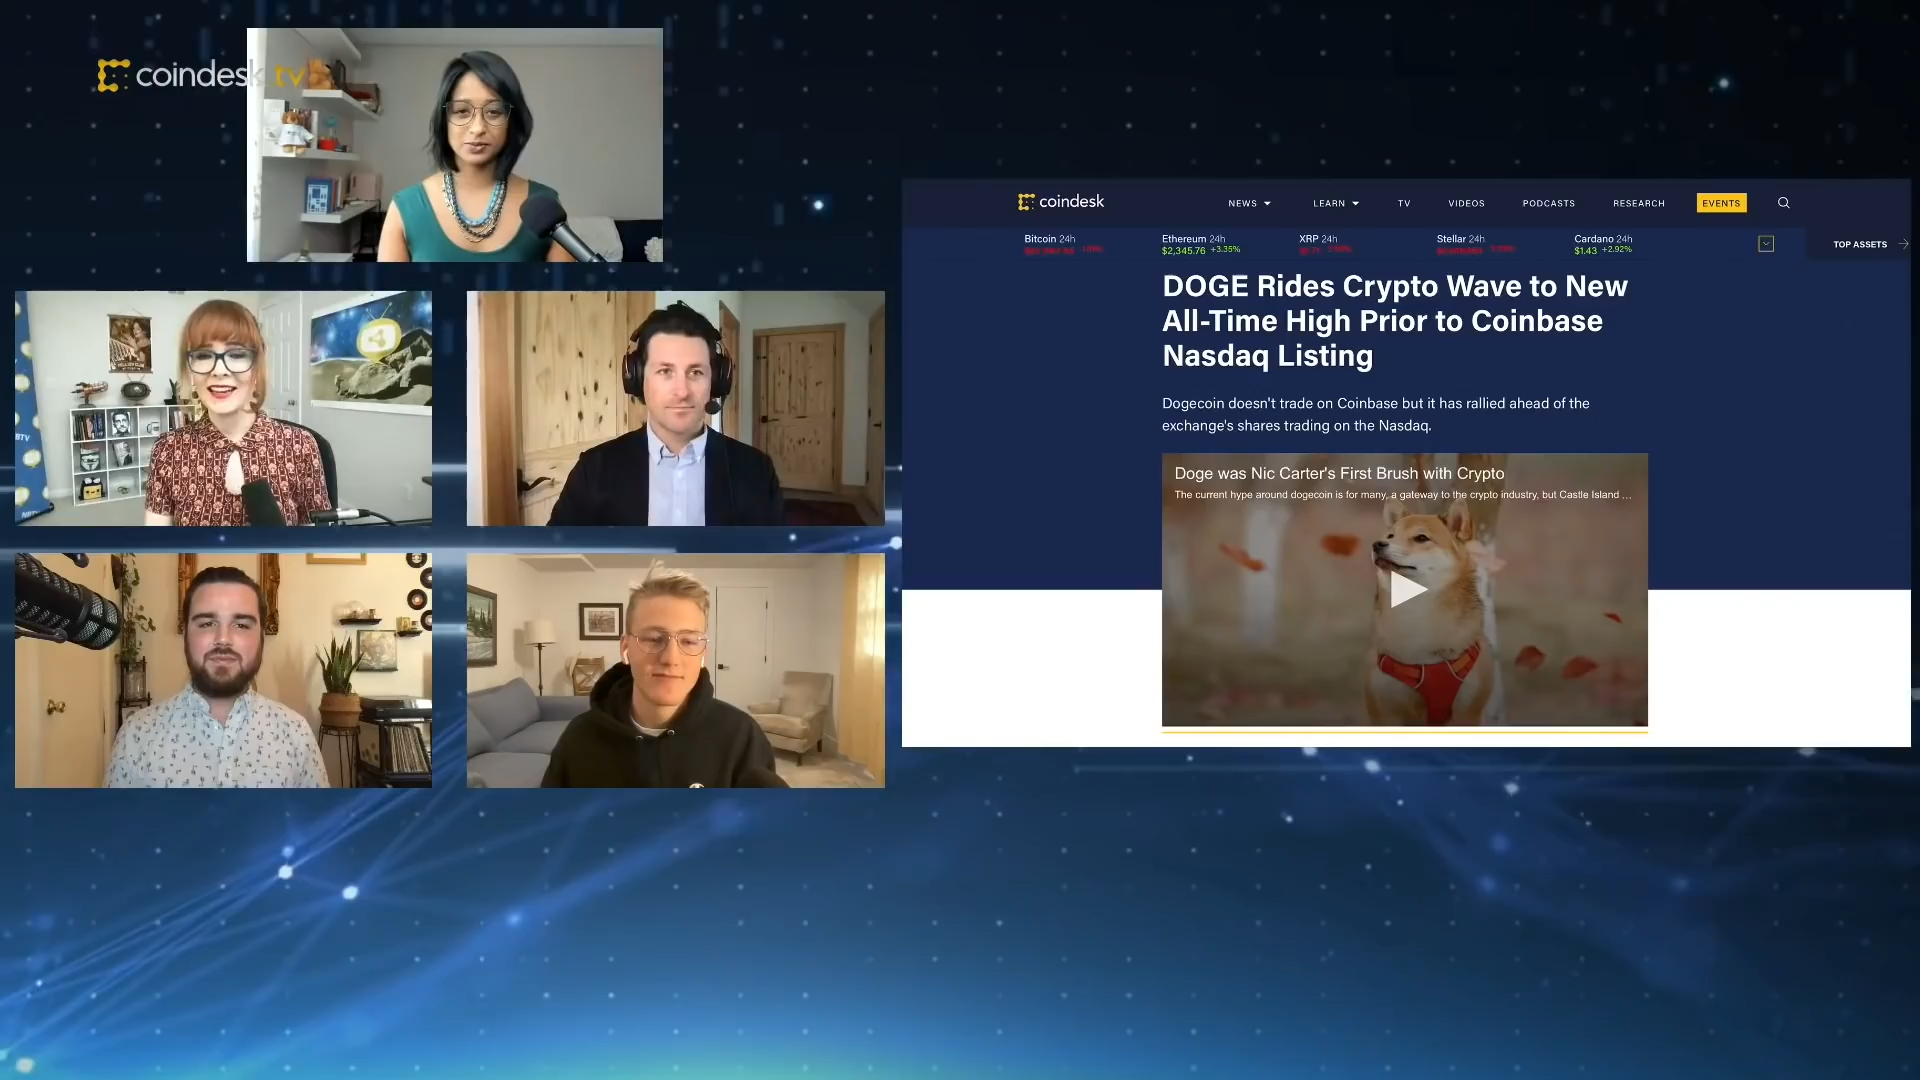 coindesk tv
coindesk
NEWS
LEARN
TV
VIDEOS
PODCASTS
RESEARCH
EVENTS
Bitcoin 24h
Ethereum 24h
$2,345.76 +3.35%
XRP 24h
Stellar 24h
Cardano 24h
$1.43 +2.92%
TOP ASSETS
DOGE Rides Crypto Wave to New
All-Time High Prior to Coinbase
Nasdaq Listing
Dogecoin doesn't trade on Coinbase but it has rallied ahead of the
exchange's shares trading on the Nasdaq.
Doge was Nic Carter's First Brush with Crypto
The current hype around dogecoin is for many, a gateway to the crypto industry, but Castle Island ...